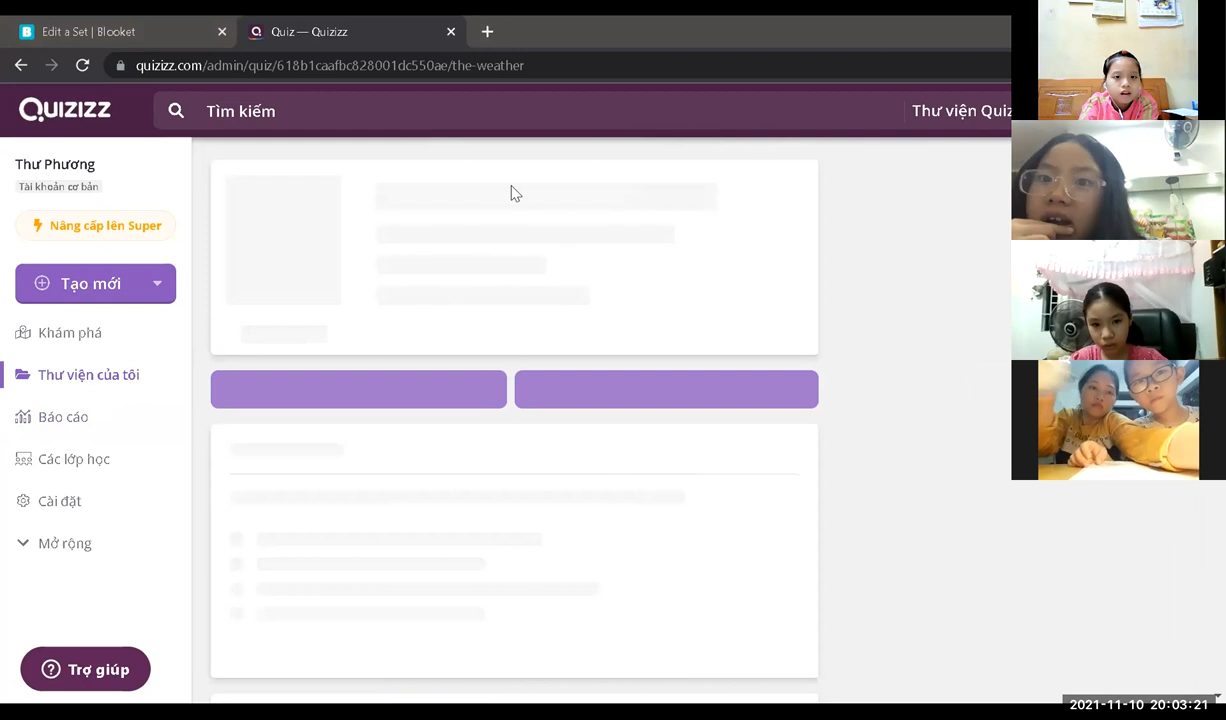 Edit a Set | Blooket
Quiz — Quizizz
quizizz.com/admin/quiz/618b1caafbc828001dc550ae/the-weather
QUIZIZZ
Tìm kiếm
Thư viện Quiz
Thư Phương
Tài khoản cơ bản
Nâng cấp lên Super
Tạo mới
Khám phá
Thư viện của tôi
Báo cáo
Các lớp học
Cài đặt
Mở rộng
Trợ giúp
2021-11-10 20:03:21